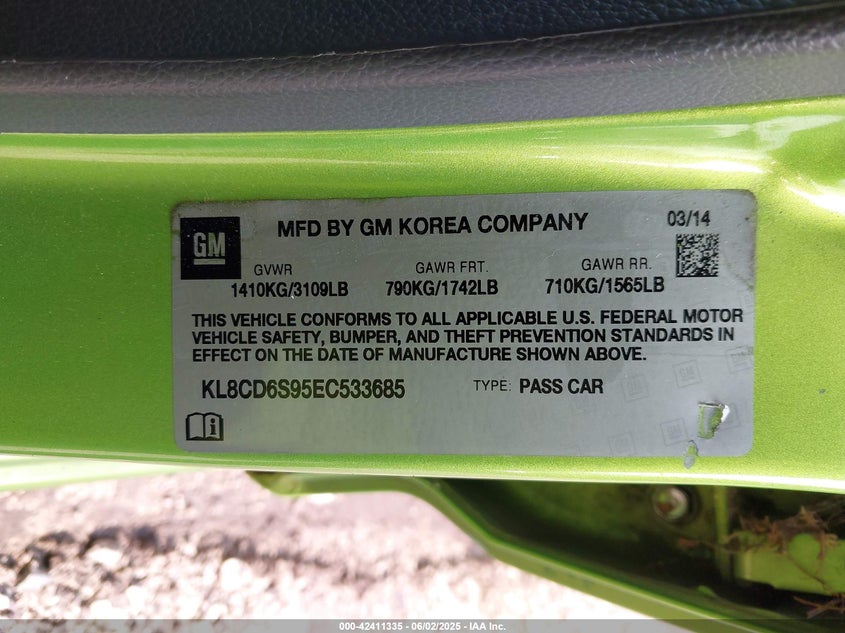 GM
MFD BY GM KOREA COMPANY
03/14
GVWR GAWR FRT. GAWR RR.
1410KG/3109LB 790KG/1742LB 710KG/1565LB
THIS VEHICLE CONFORMS TO ALL APPLICABLE U.S. FEDERAL MOTOR
VEHICLE SAFETY, BUMPER, AND THEFT PREVENTION STANDARDS IN
EFFECT ON THE DATE OF MANUFACTURE SHOWN ABOVE.
KL8CD6S95EC533685 TYPE: PASS CAR
000-42411335 - 06/02/2025 - IAA Inc.